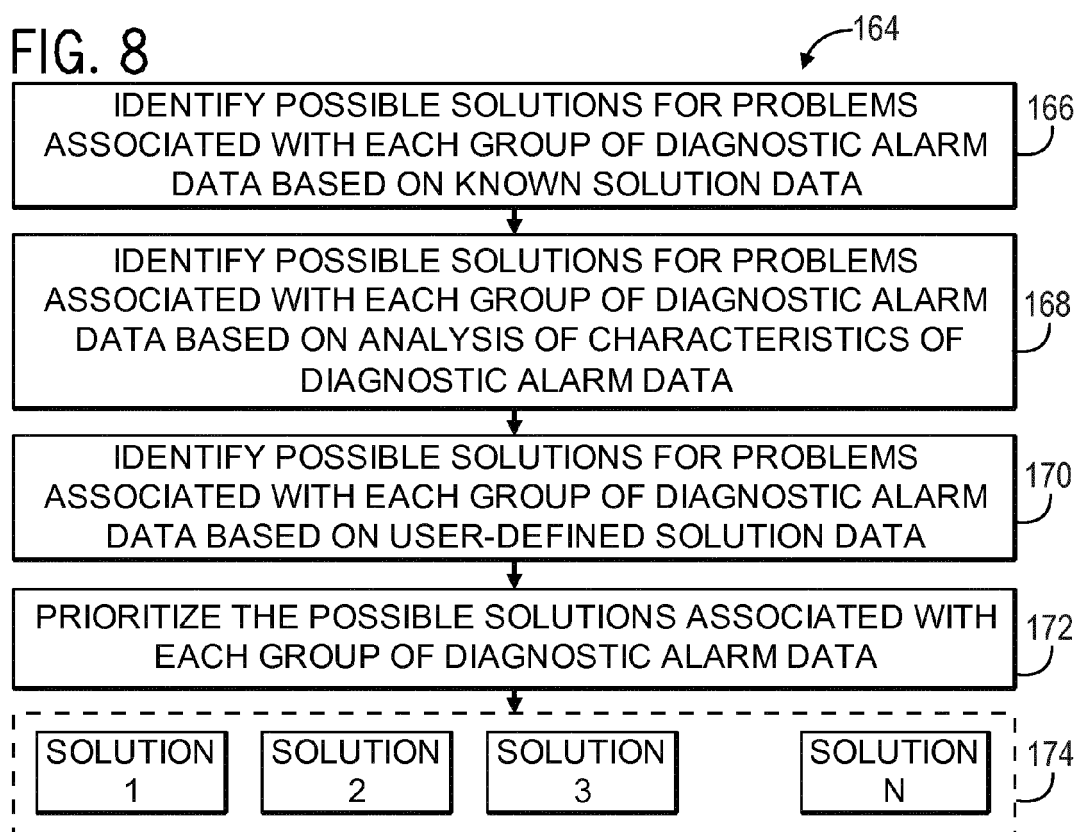 FIG. 8
164
IDENTIFY POSSIBLE SOLUTIONS FOR PROBLEMS
ASSOCIATED WITH EACH GROUP OF DIAGNOSTIC ALARM
DATA BASED ON KNOWN SOLUTION DATA
166
IDENTIFY POSSIBLE SOLUTIONS FOR PROBLEMS
ASSOCIATED WITH EACH GROUP OF DIAGNOSTIC ALARM
DATA BASED ON ANALYSIS OF CHARACTERISTICS OF
DIAGNOSTIC ALARM DATA
168
IDENTIFY POSSIBLE SOLUTIONS FOR PROBLEMS
ASSOCIATED WITH EACH GROUP OF DIAGNOSTIC ALARM
DATA BASED ON USER-DEFINED SOLUTION DATA
170
PRIORITIZE THE POSSIBLE SOLUTIONS ASSOCIATED WITH
EACH GROUP OF DIAGNOSTIC ALARM DATA
172
SOLUTION
1
SOLUTION
2
SOLUTION
3
SOLUTION
N
174